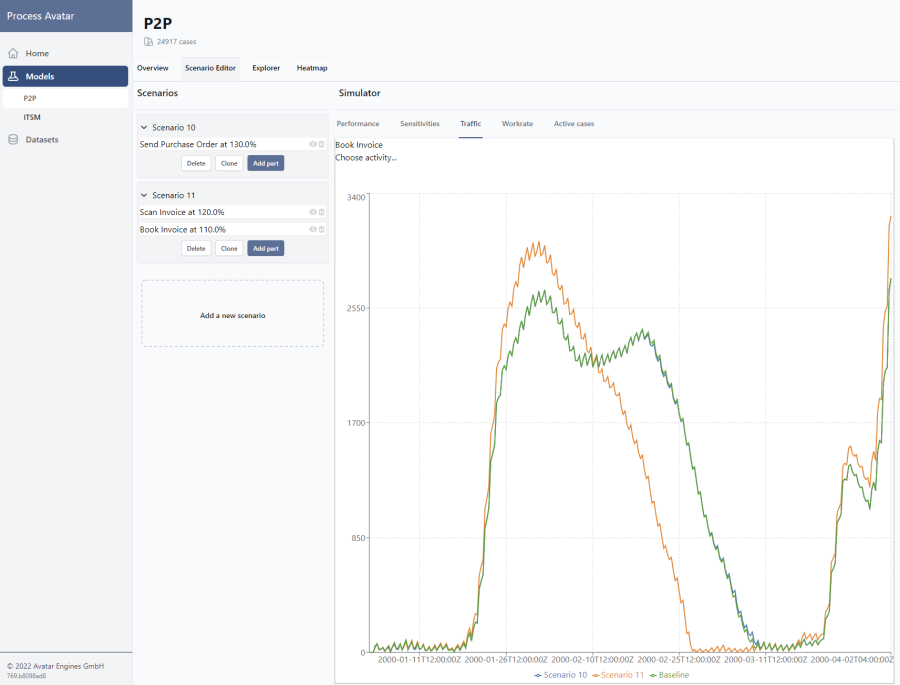 Process Avatar
Home
Models
P2P
ITSM
Datasets
© 2022 Avatar Engines GmbH
769.b8098ad8
P2P
24917 cases
Overview
Scenario Editor
Explorer
Heatmap
Scenarios
Scenario 10
Send Purchase Order at 130.0%
Delete
Clone
Add part
Scenario 11
Scan Invoice at 120.0%
Book Invoice at 110.0%
Delete
Clone
Add part
Add a new scenario
Simulator
Performance
Sensitivities
Traffic
Workrate
Active cases
Book Invoice
Choose activity...
3400
2550
1700
850
0
2000-01-11T12:00:00Z
2000-01-26T12:00:00Z
2000-02-10T12:00:00Z
2000-02-25T12:00:00Z
2000-03-11T12:00:00Z
2000-04-02T04:00:00Z
Scenario 10
Scenario 11
Baseline